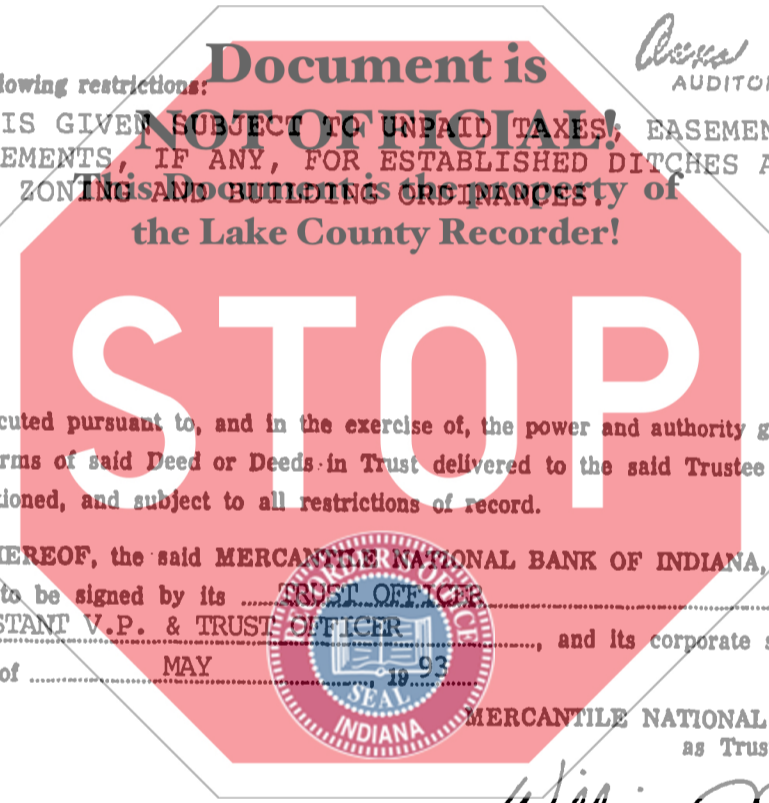 Document is
AUDITOR
lowing restrictions:
NOT OFFICIAL!
IS GIVEN SUBJECT TO UNPAID TAXES; EASEMEN
EMENTS, IF ANY, FOR ESTABLISHED DITCHES A
This Document is the property of
ZONING AND BUILDING ORDINANCES.
the Lake County Recorder!
STOP
cuted pursuant to, and in the exercise of, the power and authority g
rms of said Deed or Deeds in Trust delivered to the said Trustee
ioned, and subject to all restrictions of record.
EREOF, the said MERCANTILE NATIONAL BANK OF INDIANA,
to be signed by its TRUST OFFICER
STANT V.P. & TRUST OFFICER, and its corporate s
of MAY, 19 93
RECORDER OFFICE
SEAL
INDIANA
MERCANTILE NATIONAL
as Trus